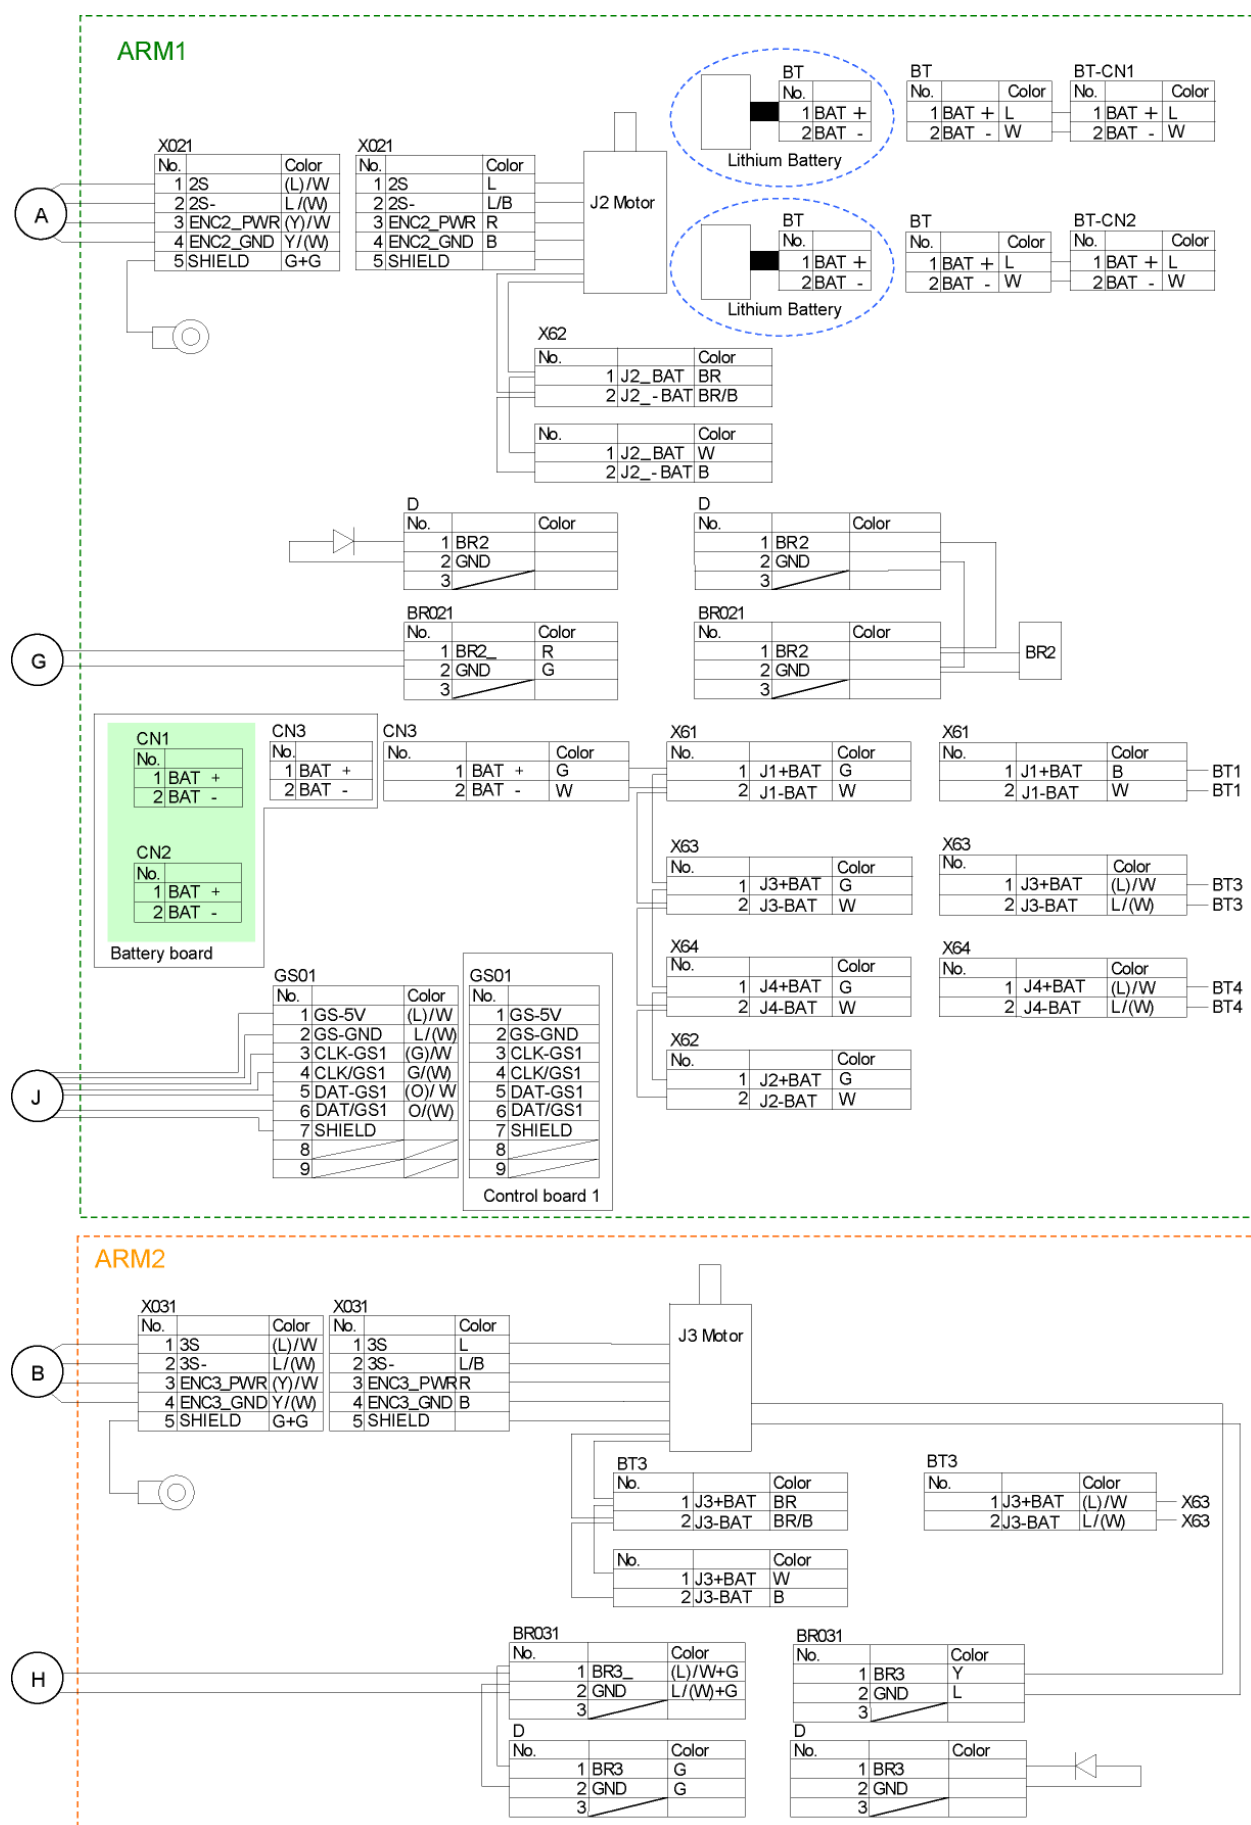 ARM1
BT
No.
1 BAT +
2 BAT -
Lithium Battery
BT
No. Color
1 BAT + L
2 BAT - W
BT-CN1
No. Color
1 BAT + L
2 BAT - W
X021
No. Color
1 2S (L)/W
2 2S- L/(W)
3 ENC2_PWR (Y)/W
4 ENC2_GND Y/(W)
5 SHIELD G+G
X021
No. Color
1 2S L
2 2S- L/B
3 ENC2_PWR R
4 ENC2_GND B
5 SHIELD
J2 Motor
A
BT
No.
1 BAT +
2 BAT -
Lithium Battery
BT
No. Color
1 BAT + L
2 BAT - W
BT-CN2
No. Color
1 BAT + L
2 BAT - W
X62
No. Color
1 J2_BAT BR
2 J2_-BAT BR/B
No. Color
1 J2_BAT W
2 J2_-BAT B
D
No. Color
1 BR2
2 GND
3
D
No. Color
1 BR2
2 GND
3
G
BR021
No. Color
1 BR2_ R
2 GND G
3
BR021
No. Color
1 BR2
2 GND
3
BR2
CN1
No.
1 BAT +
2 BAT -
CN2
No.
1 BAT +
2 BAT -
Battery board
CN3
No.
1 BAT +
2 BAT -
CN3
No. Color
1 BAT + G
2 BAT - W
X61
No. Color
1 J1+BAT G
2 J1-BAT W
X61
No. Color
1 J1+BAT B BT1
2 J1-BAT W BT1
X63
No. Color
1 J3+BAT G
2 J3-BAT W
X63
No. Color
1 J3+BAT (L)/W BT3
2 J3-BAT L/(W) BT3
X64
No. Color
1 J4+BAT G
2 J4-BAT W
X64
No. Color
1 J4+BAT (L)/W BT4
2 J4-BAT L/(W) BT4
X62
No. Color
1 J2+BAT G
2 J2-BAT W
J
GS01
No. Color
1 GS-5V (L)/W
2 GS-GND L/(W)
3 CLK-GS1 (G)/W
4 CLK/GS1 G/(W)
5 DAT-GS1 (O)/W
6 DAT/GS1 O/(W)
7 SHIELD
8
9
GS01
No.
1 GS-5V
2 GS-GND
3 CLK-GS1
4 CLK/GS1
5 DAT-GS1
6 DAT/GS1
7 SHIELD
8
9
Control board 1
ARM2
B
X031
No. Color
1 3S (L)/W
2 3S- L/(W)
3 ENC3_PWR (Y)/W
4 ENC3_GND Y/(W)
5 SHIELD G+G
X031
No. Color
1 3S L
2 3S- L/B
3 ENC3_PWR R
4 ENC3_GND B
5 SHIELD
J3 Motor
BT3
No. Color
1 J3+BAT BR
2 J3-BAT BR/B
BT3
No. Color
1 J3+BAT (L)/W X63
2 J3-BAT L/(W) X63
No. Color
1 J3+BAT W
2 J3-BAT B
H
BR031
No. Color
1 BR3_ (L)/W+G
2 GND L/(W)+G
3
BR031
No. Color
1 BR3 Y
2 GND L
3
D
No. Color
1 BR3 G
2 GND G
3
D
No. Color
1 BR3
2 GND
3